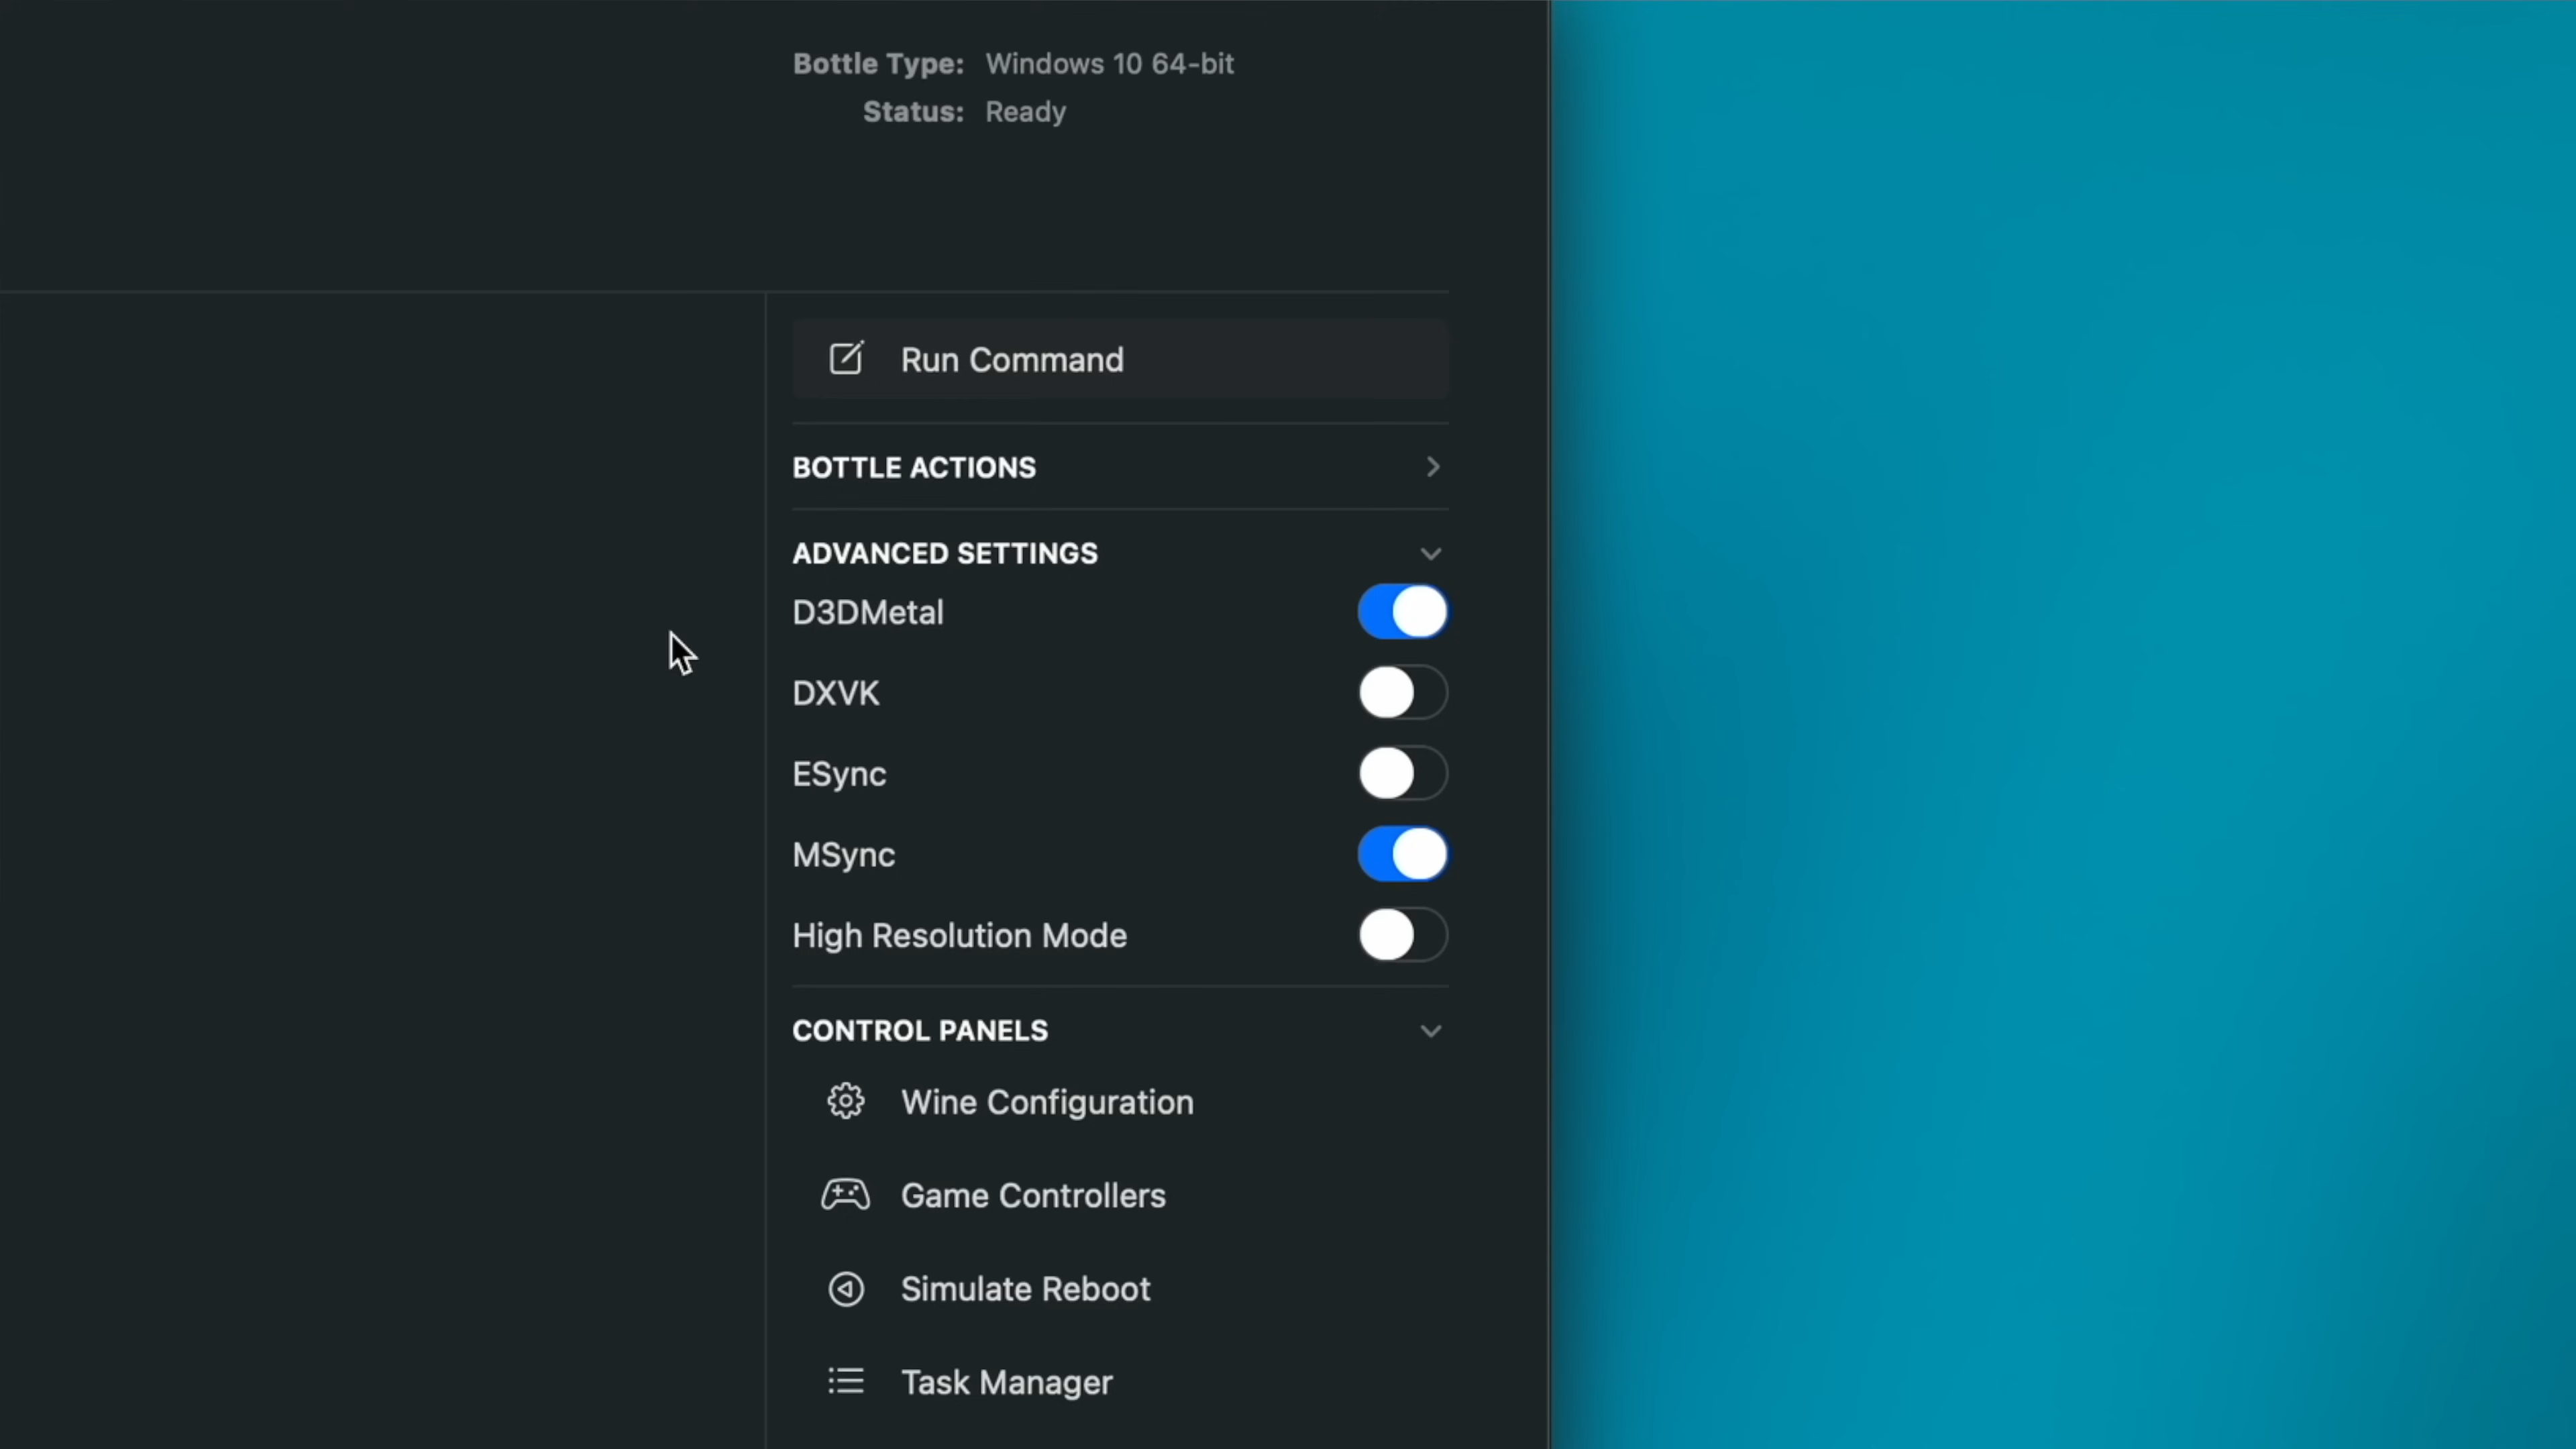 Bottle Type: Windows 10 64-bit
Status: Ready
Run Command
BOTTLE ACTIONS
ADVANCED SETTINGS
D3DMetal
DXVK
ESync
MSync
High Resolution Mode
CONTROL PANELS
Wine Configuration
Game Controllers
Simulate Reboot
Task Manager